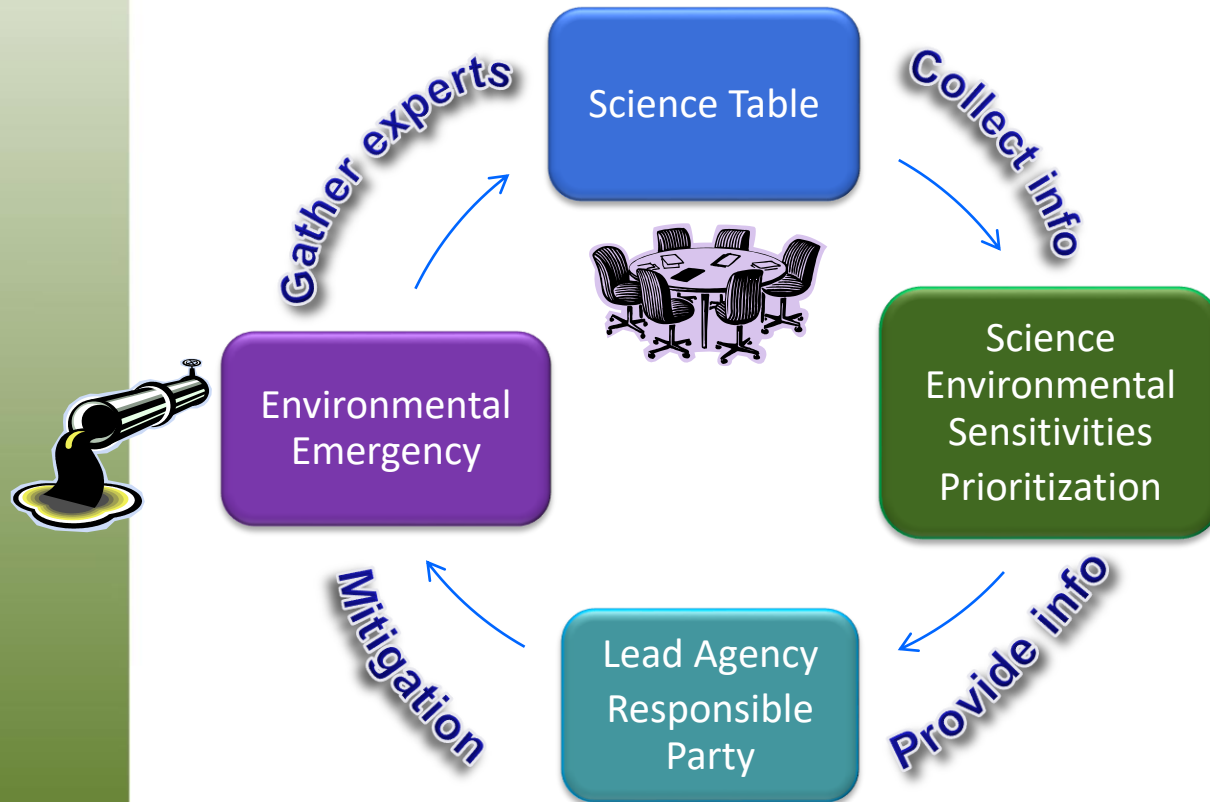 Science Table
Collect info
Science
Environmental
Sensitivities
Prioritization
Provide info
Lead Agency
Responsible
Party
Mitigation
Environmental
Emergency
Gather experts